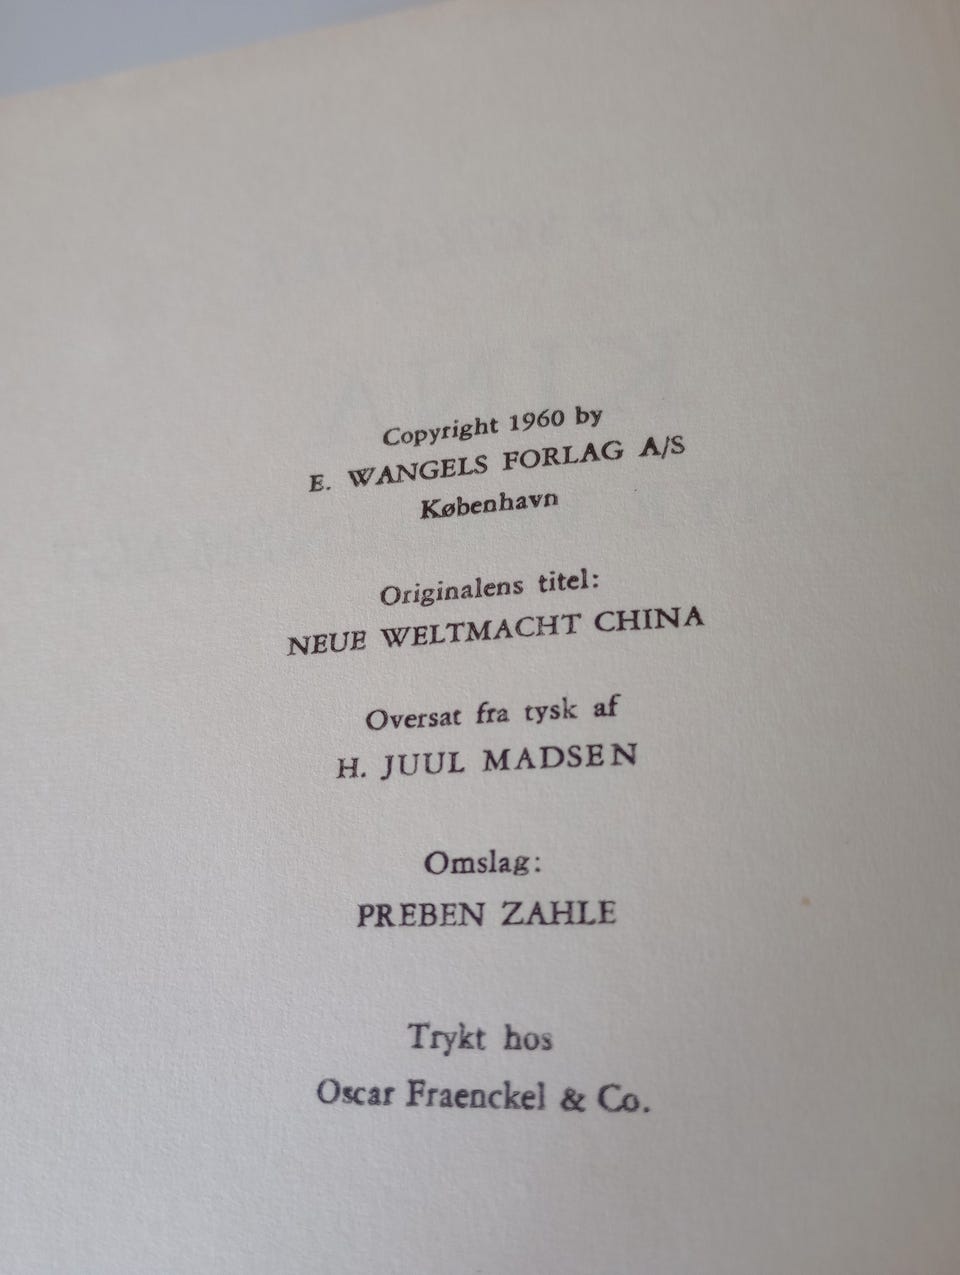 Copyright 1960 by
E. WANGELS FORLAG A/S
København
Originalens titel:
NEUE WELTMACHT CHINA
Oversat fra tysk af
H. JUUL MADSEN
Omslag:
PREBEN ZAHLE
Trykt hos
Oscar Fraenckel & Co.